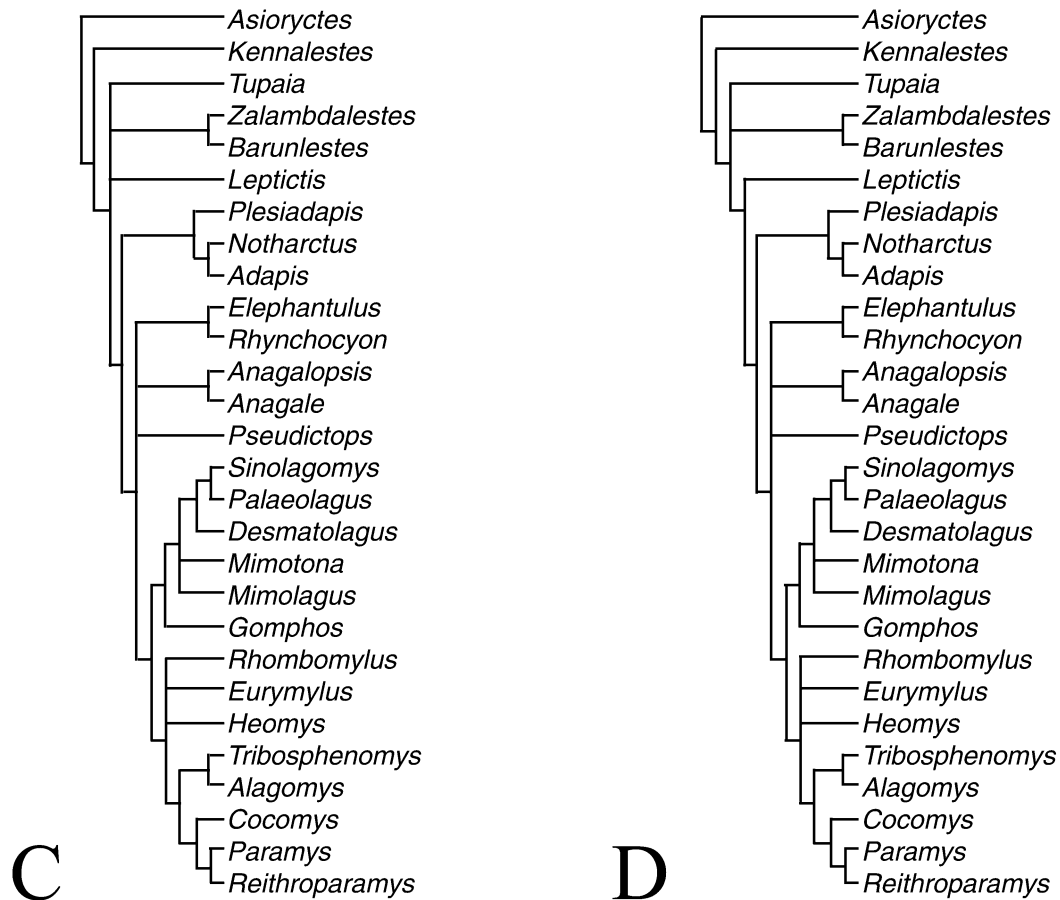 Asioryctes
Kennalestes
Tupaia
Zalambdalestes
Barunlestes
Leptictis
Plesiadapis
Notharctus
Adapis
Elephantulus
Rhynchocyon
Anagalopsis
Anagale
Pseudictops
Sinolagomys
Palaeolagus
Desmatolagus
Mimotona
Mimolagus
Gomphos
Rhombomylus
Eurymylus
Heomys
Tribosphenomys
Alagomys
Cocomys
Paramys
Reithroparamys
C
Asioryctes
Kennalestes
Tupaia
Zalambdalestes
Barunlestes
Leptictis
Plesiadapis
Notharctus
Adapis
Elephantulus
Rhynchocyon
Anagalopsis
Anagale
Pseudictops
Sinolagomys
Palaeolagus
Desmatolagus
Mimotona
Mimolagus
Gomphos
Rhombomylus
Eurymylus
Heomys
Tribosphenomys
Alagomys
Cocomys
Paramys
Reithroparamys
D